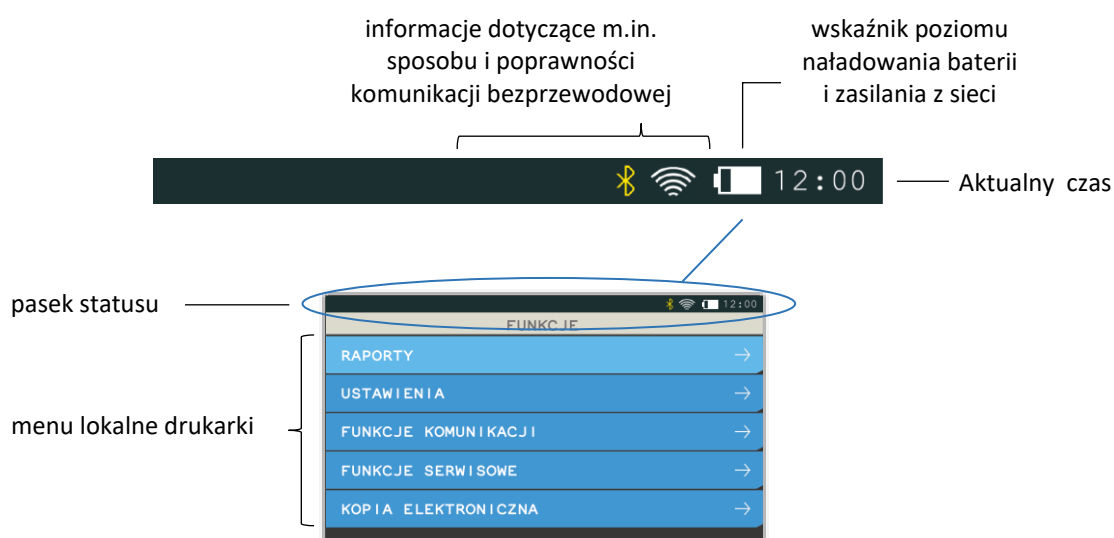 informacje dotyczące m.in.
sposobu i poprawności
komunikacji bezprzewodowej
wskaźnik poziomu
naładowania baterii
i zasilania z sieci
12:00
Aktualny czas
pasek statusu
12:00
FUNKCJE
RAPORTY
USTAWIENIA
menu lokalne drukarki
FUNKCJE KOMUNIKACJI
FUNKCJE SERWISOWE
KOPIA ELEKTRONICZNA